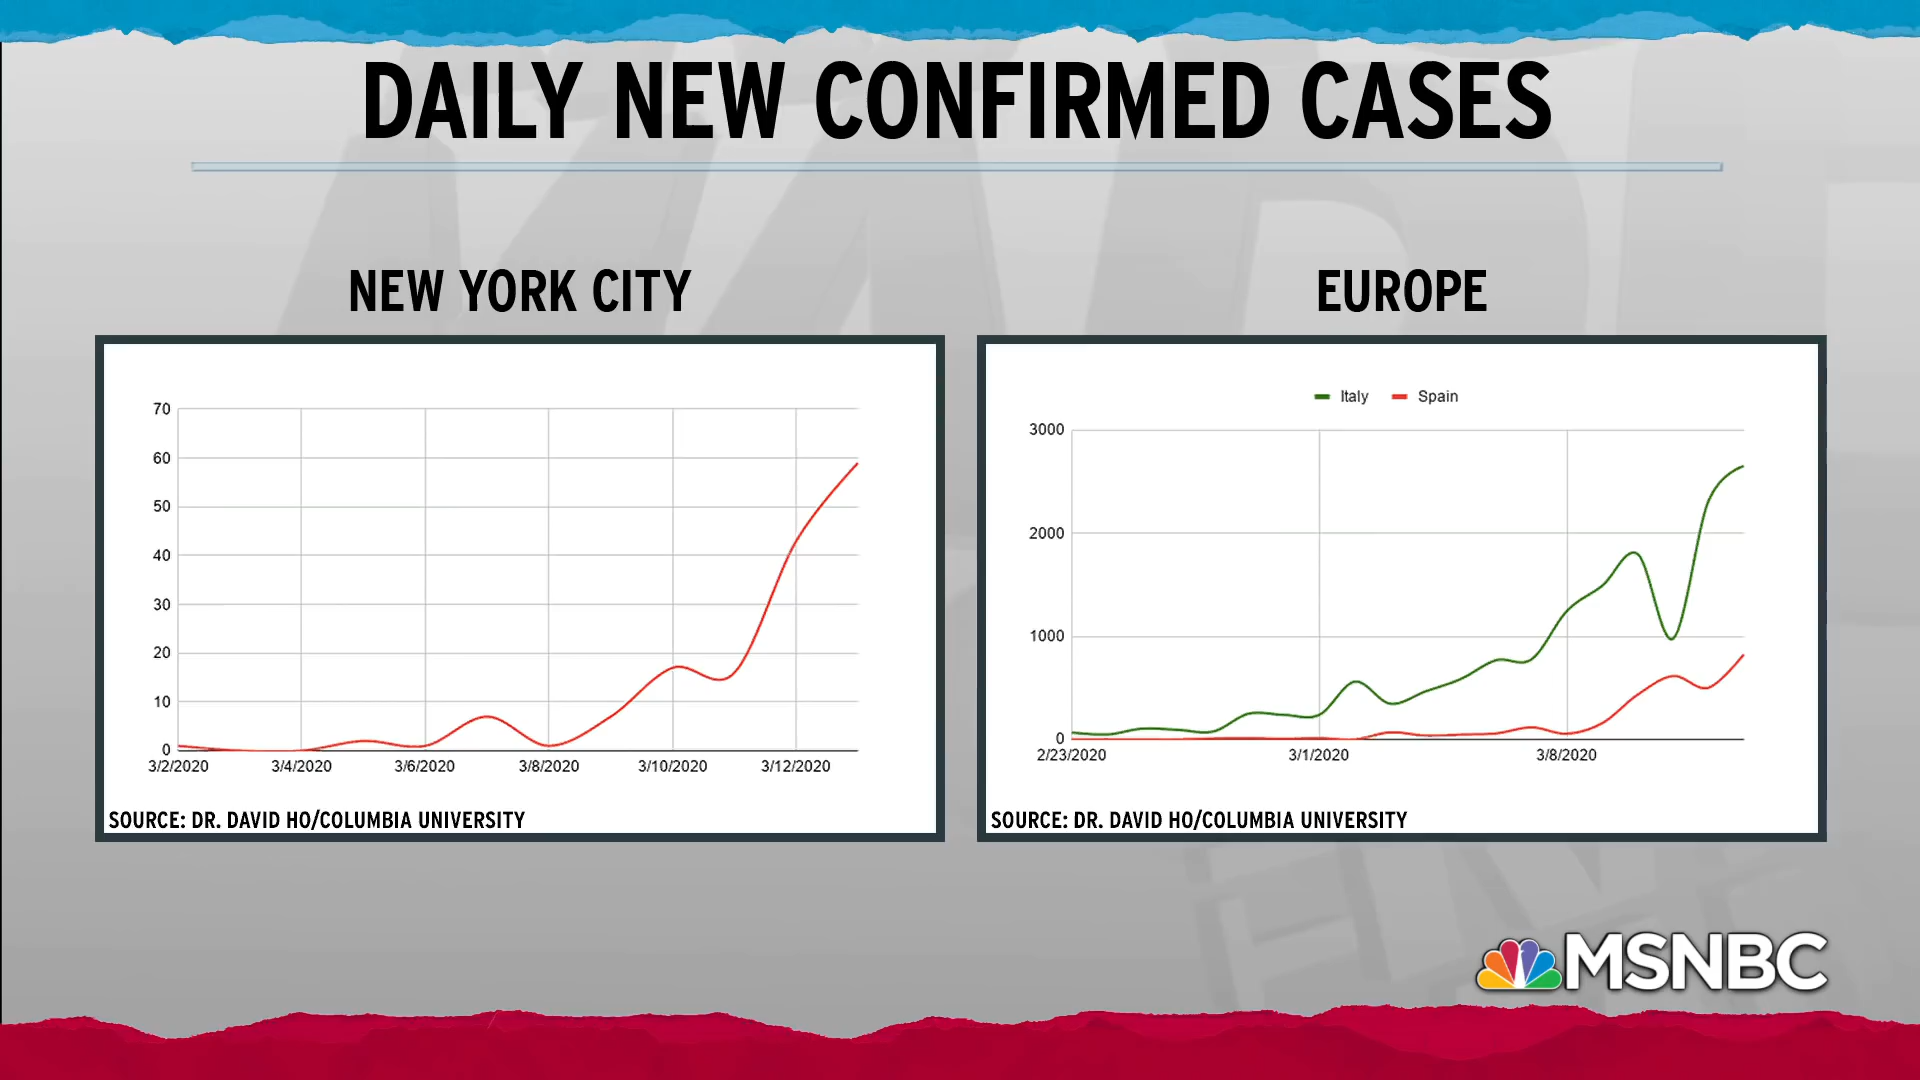 DAILY NEW CONFIRMED CASES
NEW YORK CITY
70
60
50
40
30
20
10
0
3/2/2020 3/4/2020 3/6/2020 3/8/2020 3/10/2020 3/12/2020
SOURCE: DR. DAVID HO/COLUMBIA UNIVERSITY
EUROPE
Italy Spain
3000
2000
1000
0
2/23/2020 3/1/2020 3/8/2020
SOURCE: DR. DAVID HO/COLUMBIA UNIVERSITY
MSNBC